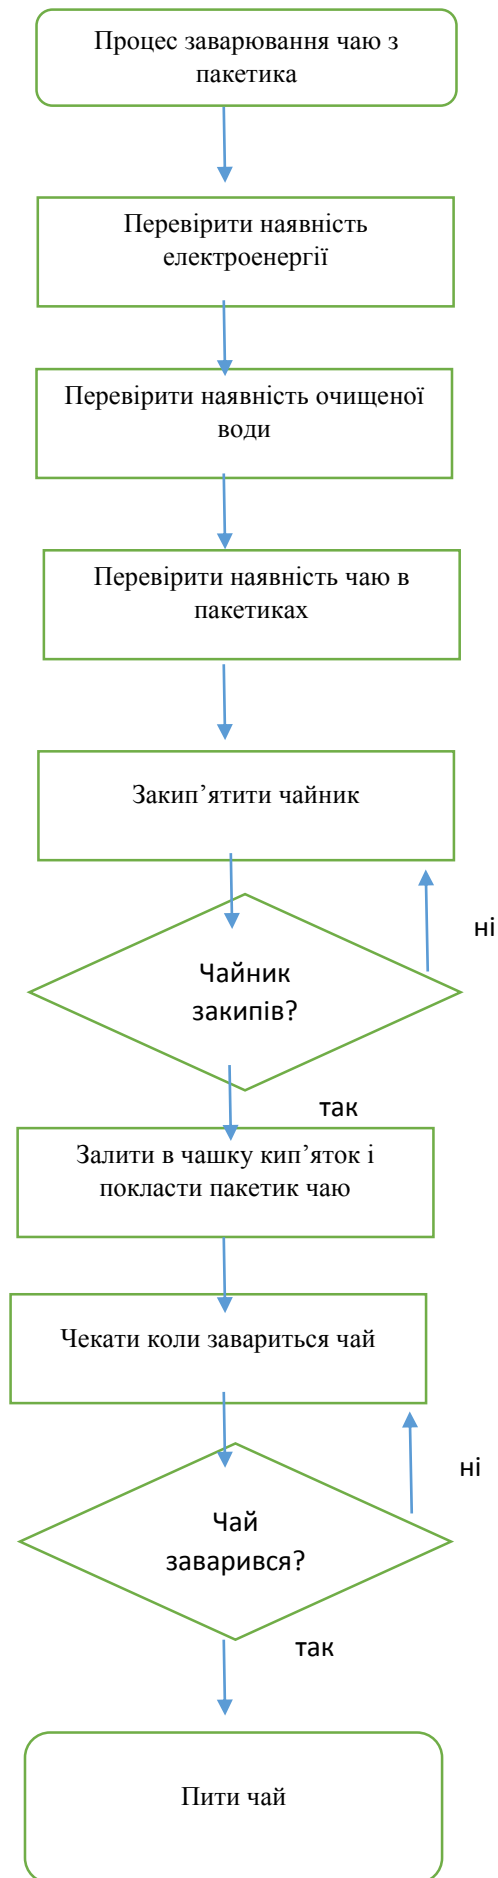 Процес заварювання чаю з
пакетика
Перевірити наявність
електроенергії
Перевірити наявність очищеної
води
Перевірити наявність чаю в
пакетиках
Закип’ятити чайник
ні
Чайник
закипів?
так
Залити в чашку кип’яток і
покласти пакетик чаю
Чекати коли завариться чай
ні
Чай
заварився?
так
Пити чай